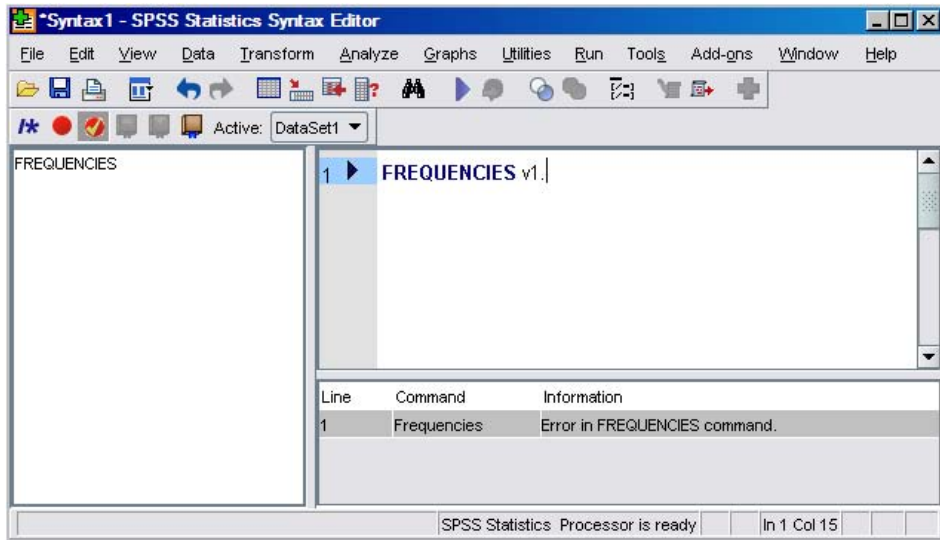 *Syntax1 - SPSS Statistics Syntax Editor
File Edit View Data Transform Analyze Graphs Utilities Run Tools Add-ons Window Help
Active: DataSet1
FREQUENCIES
1 FREQUENCIES v1.
Line Command Information
1 Frequencies Error in FREQUENCIES command.
SPSS Statistics Processor is ready In 1 Col 15